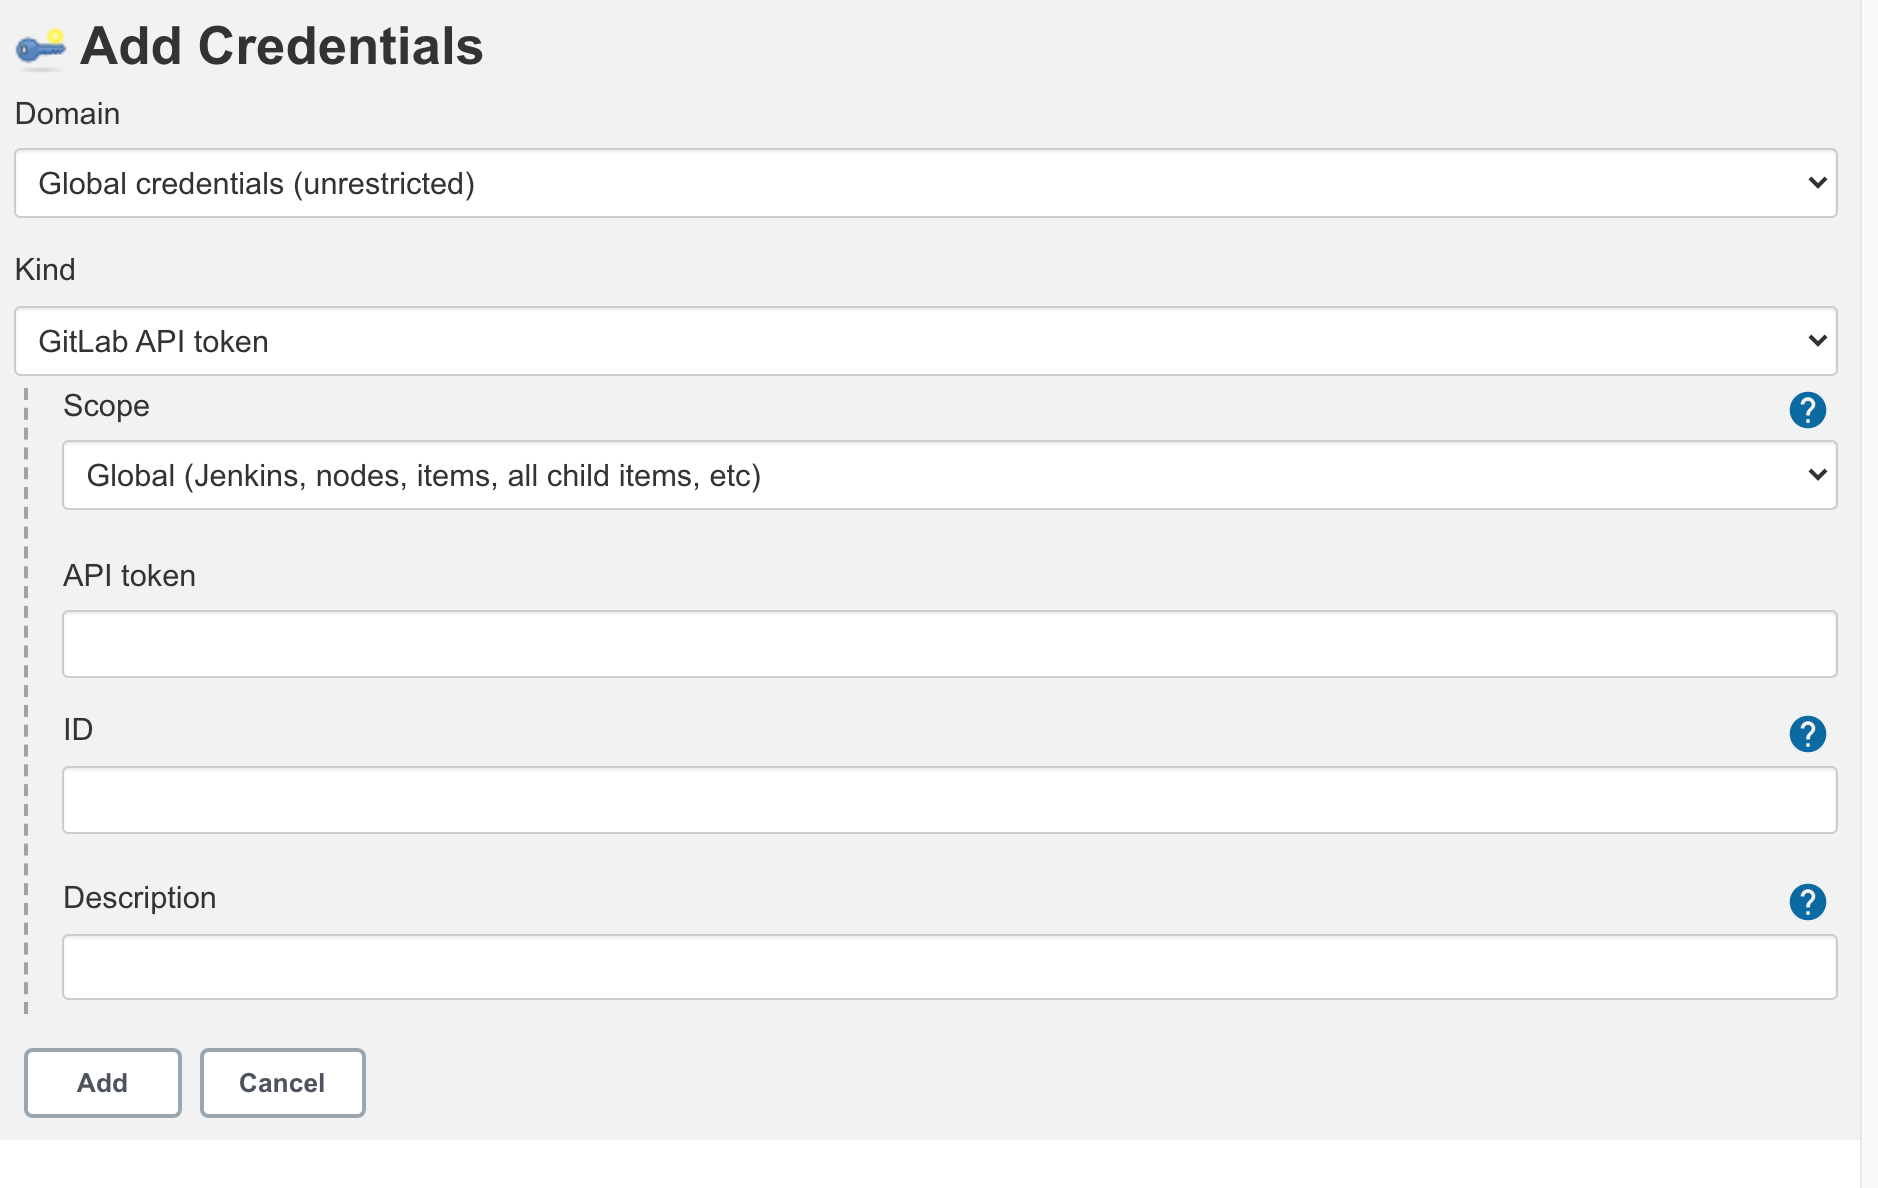 Add Credentials
Domain
Global credentials (unrestricted)
Kind
GitLab API token
Scope
?
Global (Jenkins, nodes, items, all child items, etc)
API token
ID
?
Description
?
Add
Cancel